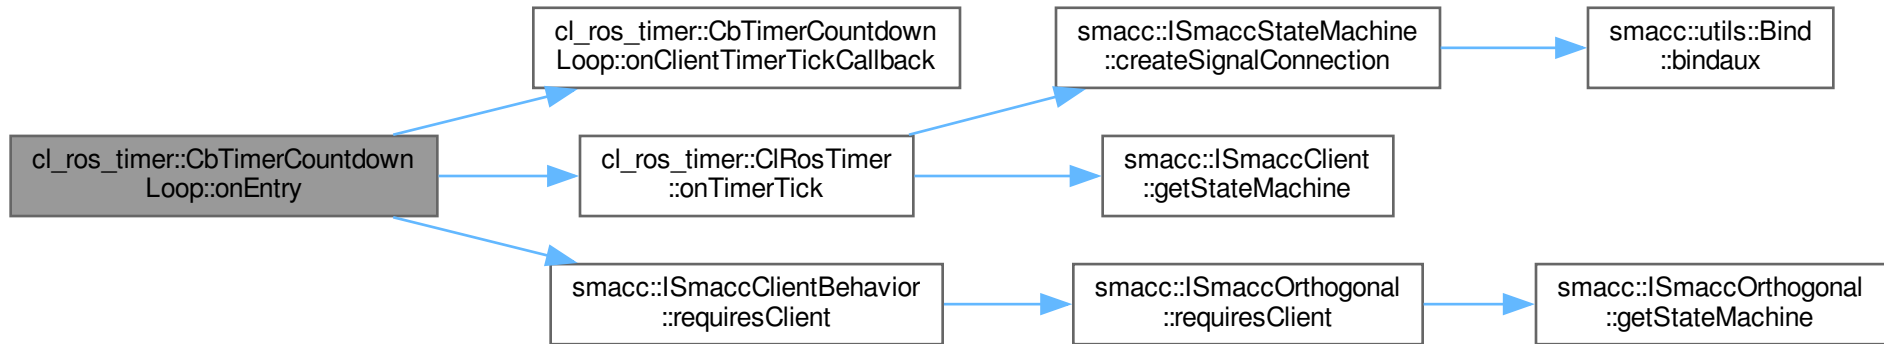 cl_ros_timer::CbTimerCountdown
Loop::onClientTimerTickCallback
smacc::ISmaccStateMachine
::createSignalConnection
smacc::utils::Bind
::bindaux
cl_ros_timer::CbTimerCountdown
Loop::onEntry
cl_ros_timer::ClRosTimer
::onTimerTick
smacc::ISmaccClient
::getStateMachine
smacc::ISmaccClientBehavior
::requiresClient
smacc::ISmaccOrthogonal
::requiresClient
smacc::ISmaccOrthogonal
::getStateMachine